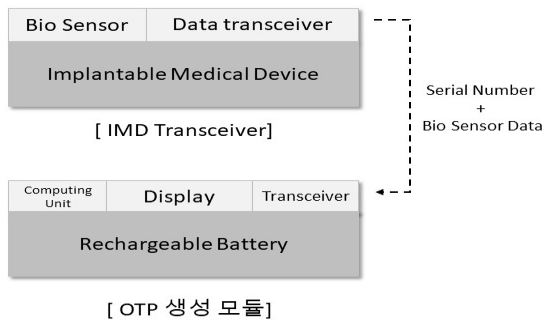 Bio Sensor
Data transceiver
Implantable Medical Device
[ IMD Transceiver]
Serial Number
+
Bio Sensor Data
Computing
Unit
Display
Transceiver
Rechargeable Battery
[ OTP 생성 모듈]